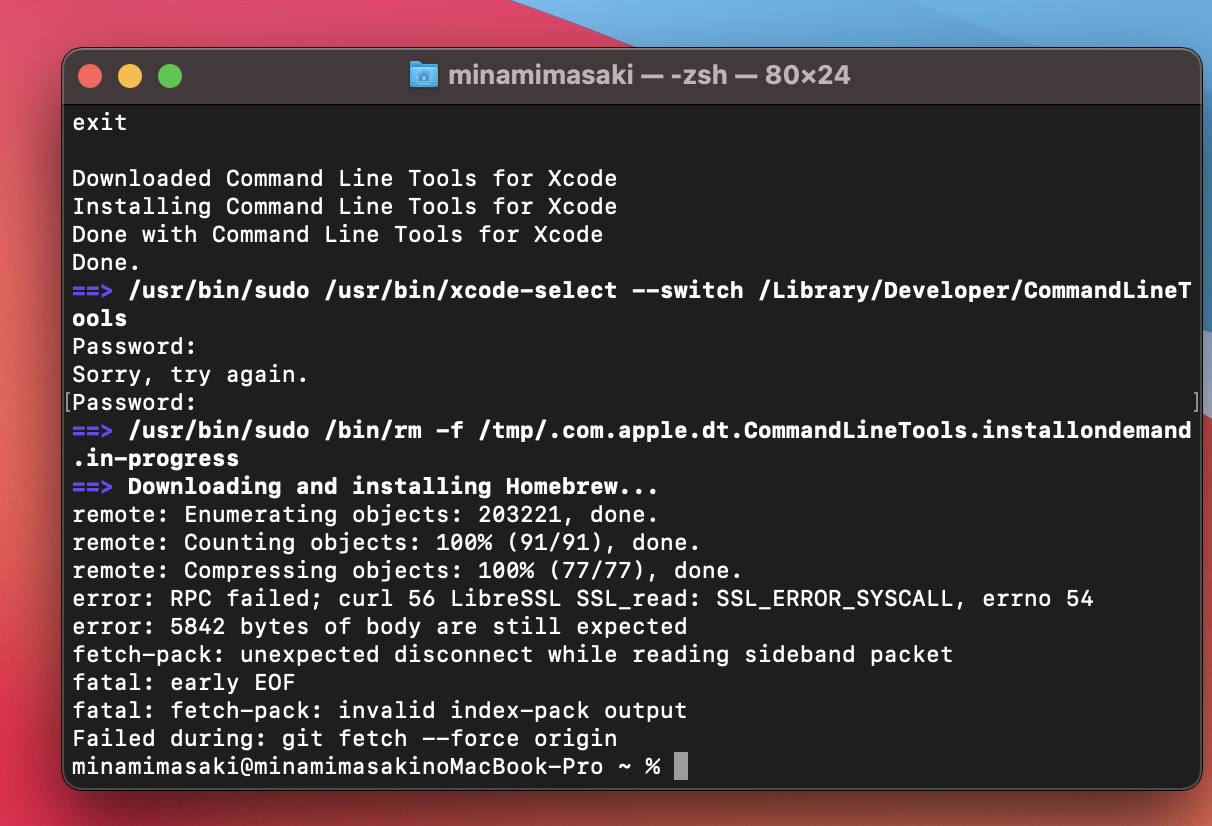 minamimasaki — -zsh — 80×24
exit
Downloaded Command Line Tools for Xcode
Installing Command Line Tools for Xcode
Done with Command Line Tools for Xcode
Done.
==> /usr/bin/sudo /usr/bin/xcode-select --switch /Library/Developer/CommandLineT
ools
Password:
Sorry, try again.
[Password: ]
==> /usr/bin/sudo /bin/rm -f /tmp/.com.apple.dt.CommandLineTools.installondemand
.in-progress
==> Downloading and installing Homebrew...
remote: Enumerating objects: 203221, done.
remote: Counting objects: 100% (91/91), done.
remote: Compressing objects: 100% (77/77), done.
error: RPC failed; curl 56 LibreSSL SSL_read: SSL_ERROR_SYSCALL, errno 54
error: 5842 bytes of body are still expected
fetch-pack: unexpected disconnect while reading sideband packet
fatal: early EOF
fatal: fetch-pack: invalid index-pack output
Failed during: git fetch --force origin
minamimasaki@minamimasakinoMacBook-Pro ~ %